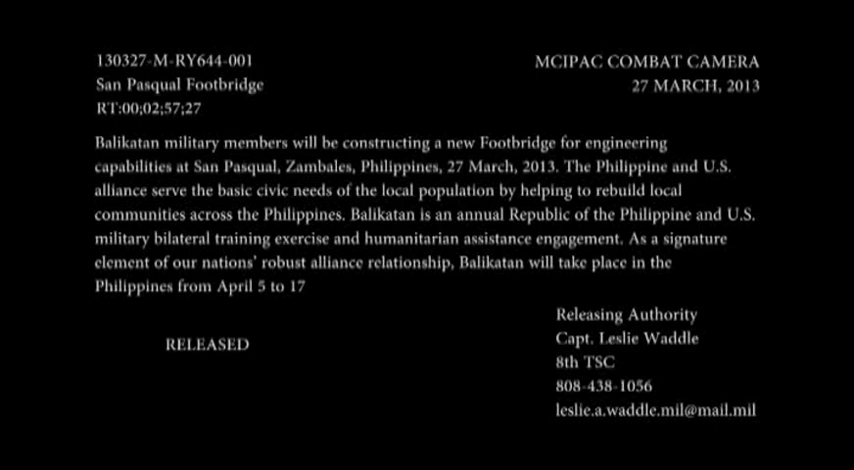 130327-M-RY644-001
MCIPAC COMBAT CAMERA
San Pasqual Footbridge
27 MARCH, 2013
RT:00;02;57;27
Balikatan military members will be constructing a new Footbridge for engineering
capabilities at San Pasqual, Zambales, Philippines, 27 March, 2013. The Philippine and U.S.
alliance serve the basic civic needs of the local population by helping to rebuild local
communities across the Philippines. Balikatan is an annual Republic of the Philippine and U.S.
military bilateral training exercise and humanitarian assistance engagement. As a signature
element of our nations' robust alliance relationship, Balikatan will take place in the
Philippines from April 5 to 17
Releasing Authority
RELEASED
Capt. Leslie Waddle
8th TSC
808-438-1056
leslie.a.waddle.mil@mail.mil